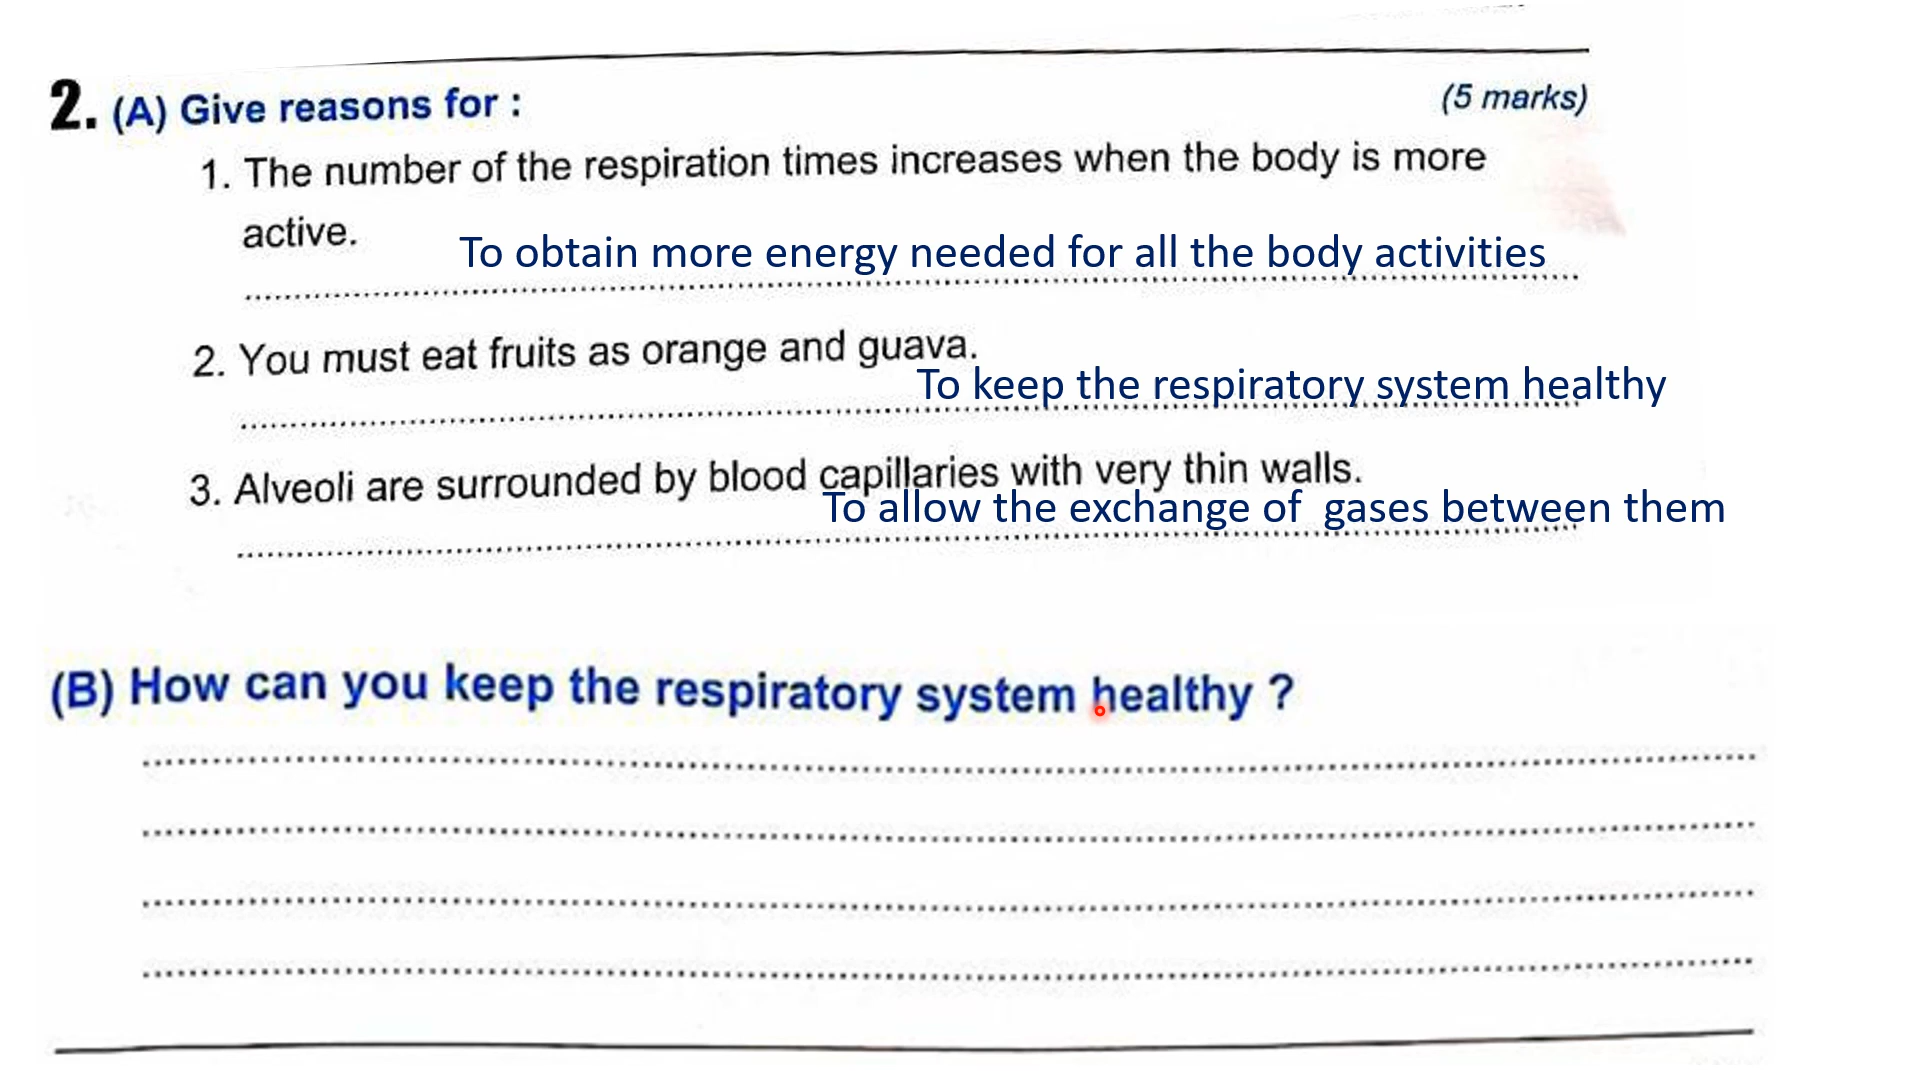 2. (A) Give reasons for : (5 marks)
1. The number of the respiration times increases when the body is more
active.
To obtain more energy needed for all the body activities
2. You must eat fruits as orange and guava.
To keep the respiratory system healthy
3. Alveoli are surrounded by blood capillaries with very thin walls.
To allow the exchange of gases between them
(B) How can you keep the respiratory system healthy ?